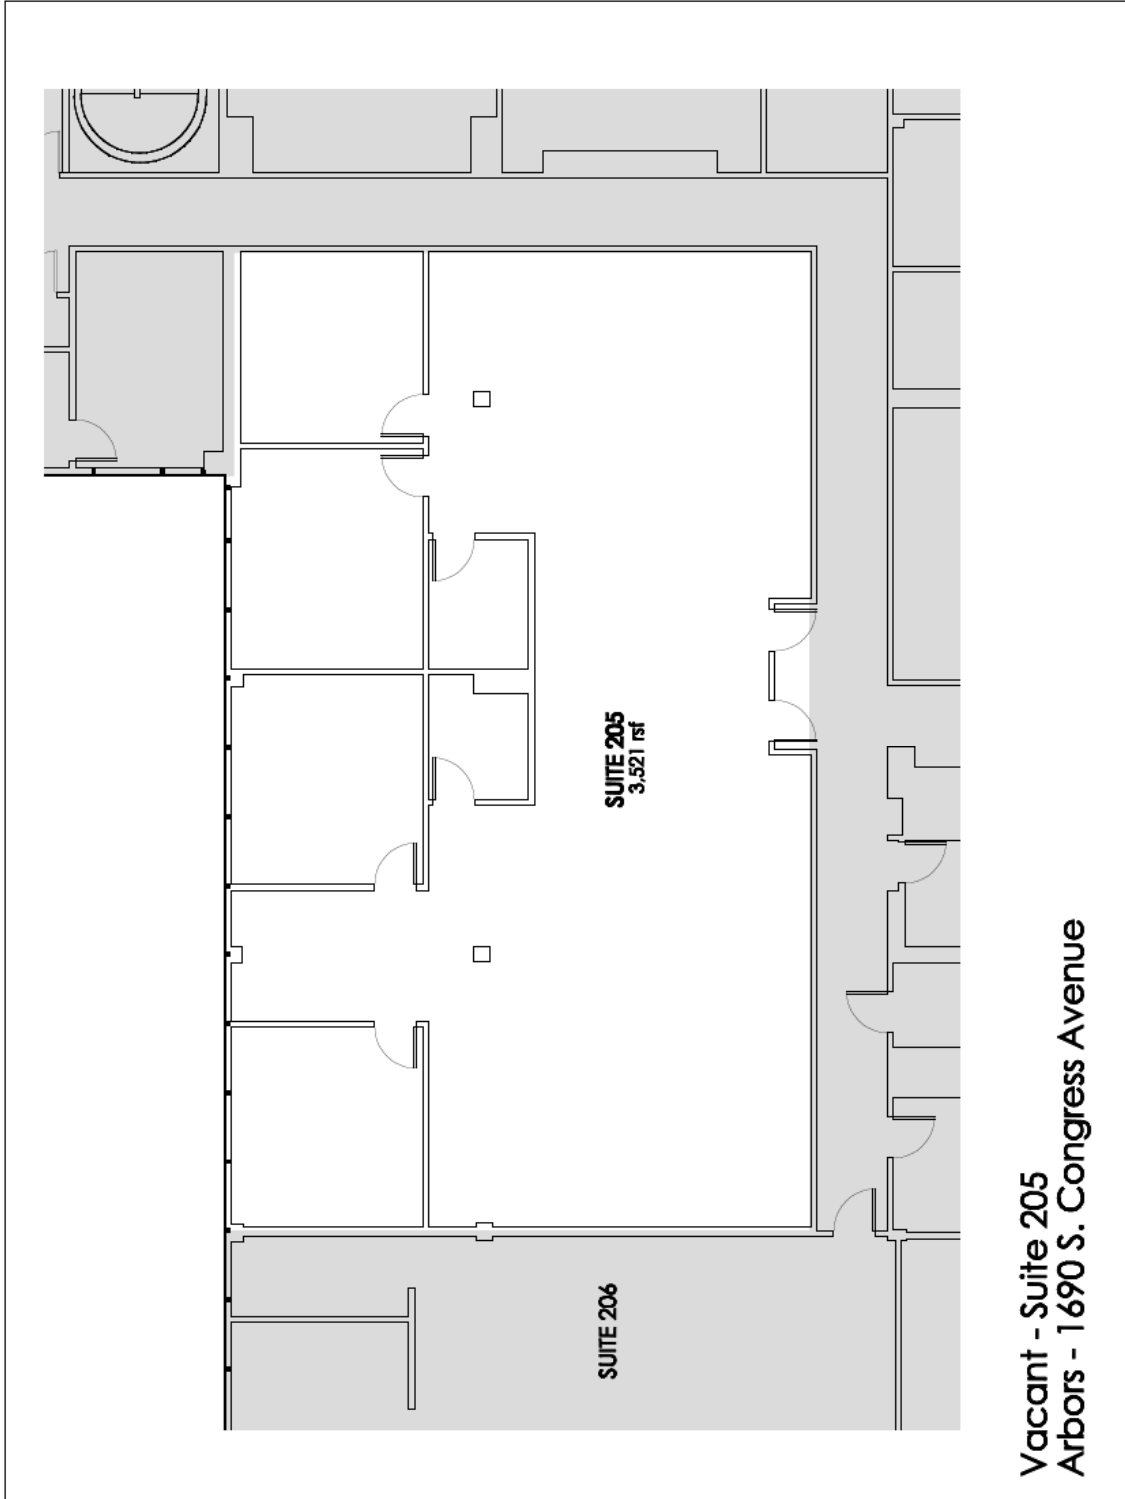 SUITE 205
3,521 rsf
SUITE 206
Vacant - Suite 205
Arbors - 1690 S. Congress Avenue